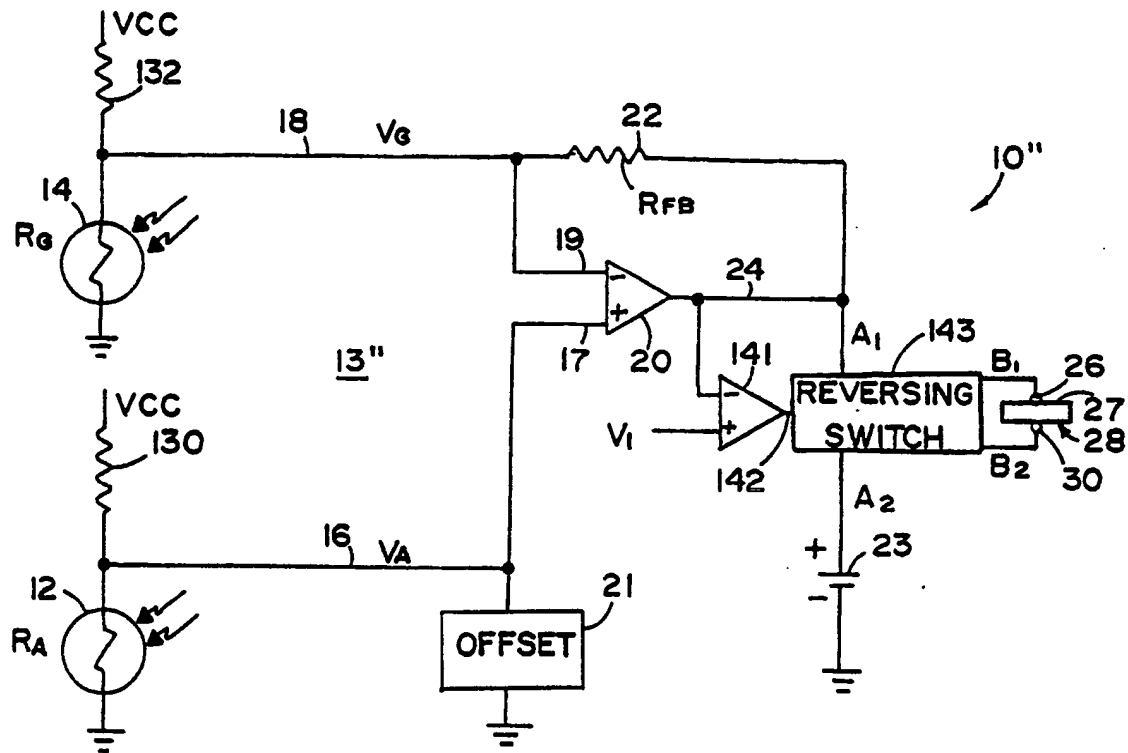 VCC
132
18
VG
22
10"
14
RG
RFB
19
-
24
+
17
20
A1
143
13"
141
B1
26
REVERSING
27
VCC
-
V1
+
SWITCH
28
130
142
B2
30
A2
16
VA
+
23
12
21
-
RA
OFFSET